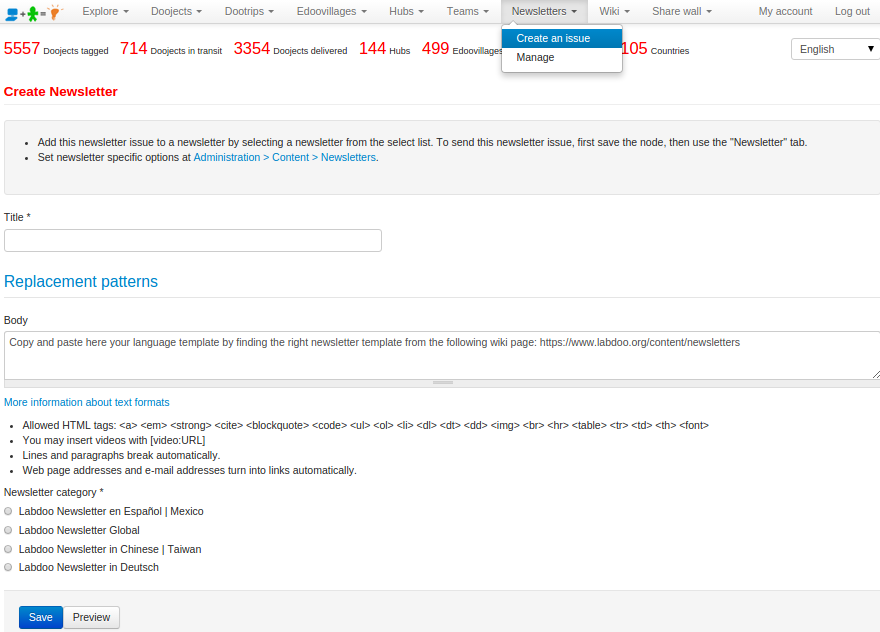 Explore Doojects Dootrips Edoovillages Hubs Teams Newsletters Wiki Share wall My account Log out
Create an issue
Manage
5557 Doojects tagged 714 Doojects in transit 3354 Doojects delivered 144 Hubs 499 Edoovillages 105 Countries English
Create Newsletter
Add this newsletter issue to a newsletter by selecting a newsletter from the select list. To send this newsletter issue, first save the node, then use the "Newsletter" tab.
Set newsletter specific options at Administration > Content > Newsletters.
Title *
Replacement patterns
Body
Copy and paste here your language template by finding the right newsletter template from the following wiki page: https://www.labdoo.org/content/newsletters
More information about text formats
Allowed HTML tags: <a> <em> <strong> <cite> <blockquote> <code> <ul> <ol> <li> <dl> <dt> <dd> <img> <br> <hr> <table> <tr> <td> <th> <font>
You may insert videos with [video:URL]
Lines and paragraphs break automatically.
Web page addresses and e-mail addresses turn into links automatically.
Newsletter category *
Labdoo Newsletter en Español | Mexico
Labdoo Newsletter Global
Labdoo Newsletter in Chinese | Taiwan
Labdoo Newsletter in Deutsch
Save Preview